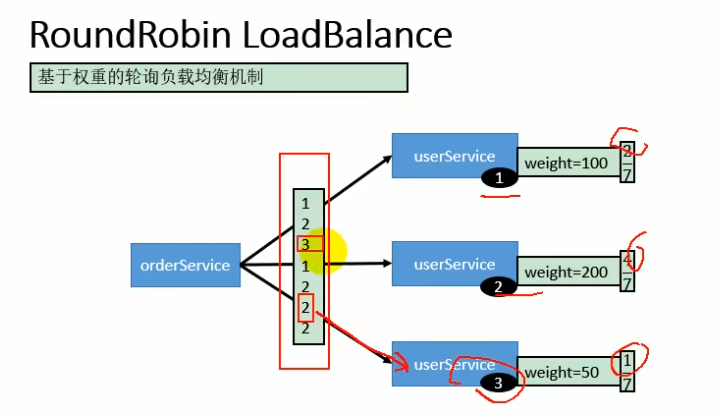 RoundRobin LoadBalance
基于权重的轮询负载均衡机制
userService
1
weight=100
2
7
orderService
1
2
3
1
2
2
2
userService
2
weight=200
4
7
userService
3
weight=50
1
7